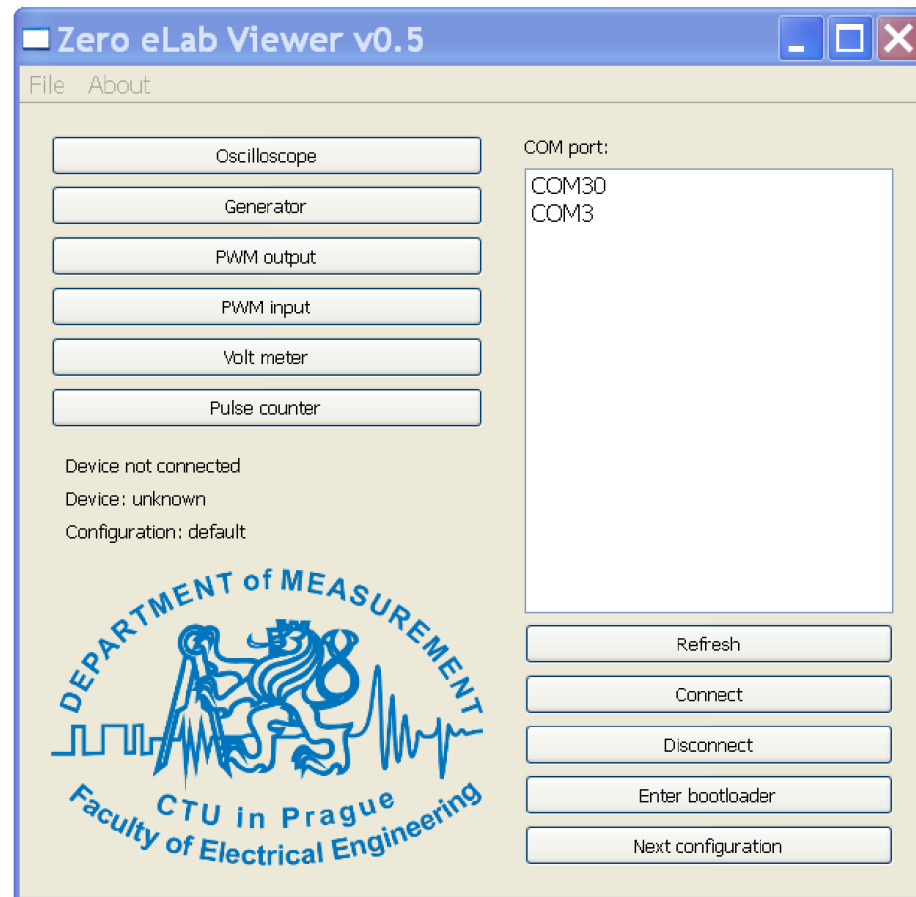 Zero eLab Viewer v0.5
File About
Oscilloscope
Generator
PWM output
PWM input
Volt meter
Pulse counter
Device not connected
Device: unknown
Configuration: default
DEPARTMENT of MEASUREMENT
CTU in Prague
Faculty of Electrical Engineering
COM port:
COM30
COM3
Refresh
Connect
Disconnect
Enter bootloader
Next configuration